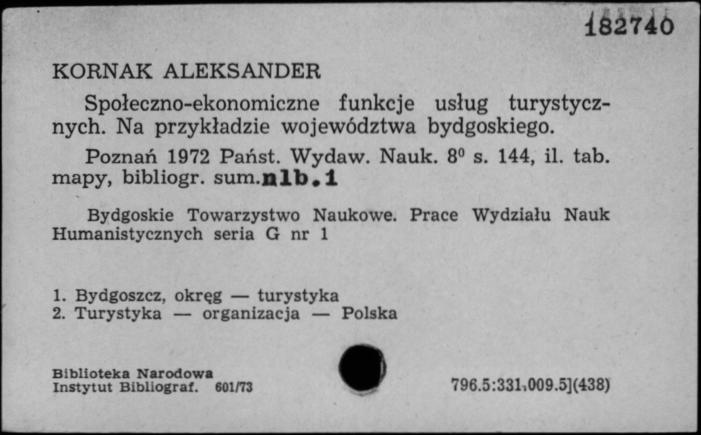 182740
KORNAK ALEKSANDER
Społeczno-ekonomiczne funkcje usług turystycz-
nych. Na przykładzie województwa bydgoskiego.
Poznań 1972 Państ. Wydaw. Nauk. 8⁰ s. 144, il. tab.
mapy, bibliogr. sum.nlb.1
Bydgoskie Towarzystwo Naukowe. Prace Wydziału Nauk
Humanistycznych seria G nr 1
1. Bydgoszcz, okręg — turystyka
2. Turystyka — organizacja — Polska
Biblioteka Narodowa
Instytut Bibliograf. 601/73
796.5:331.009.5](438)